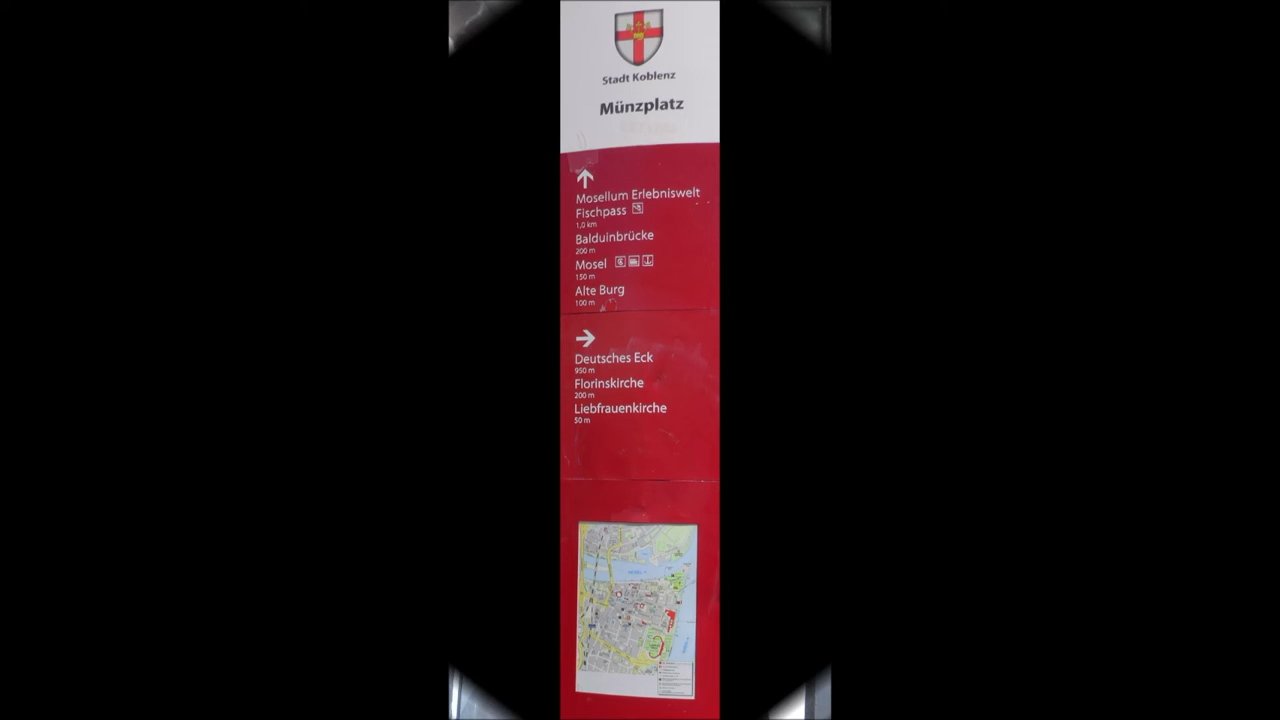 Stadt Koblenz
Münzplatz
Mosellum Erlebniswelt
Fischpass
1,0 km
Balduinbrücke
200 m
Mosel
150 m
Alte Burg
100 m
Deutsches Eck
950 m
Florinskirche
200 m
Liebfrauenkirche
50 m